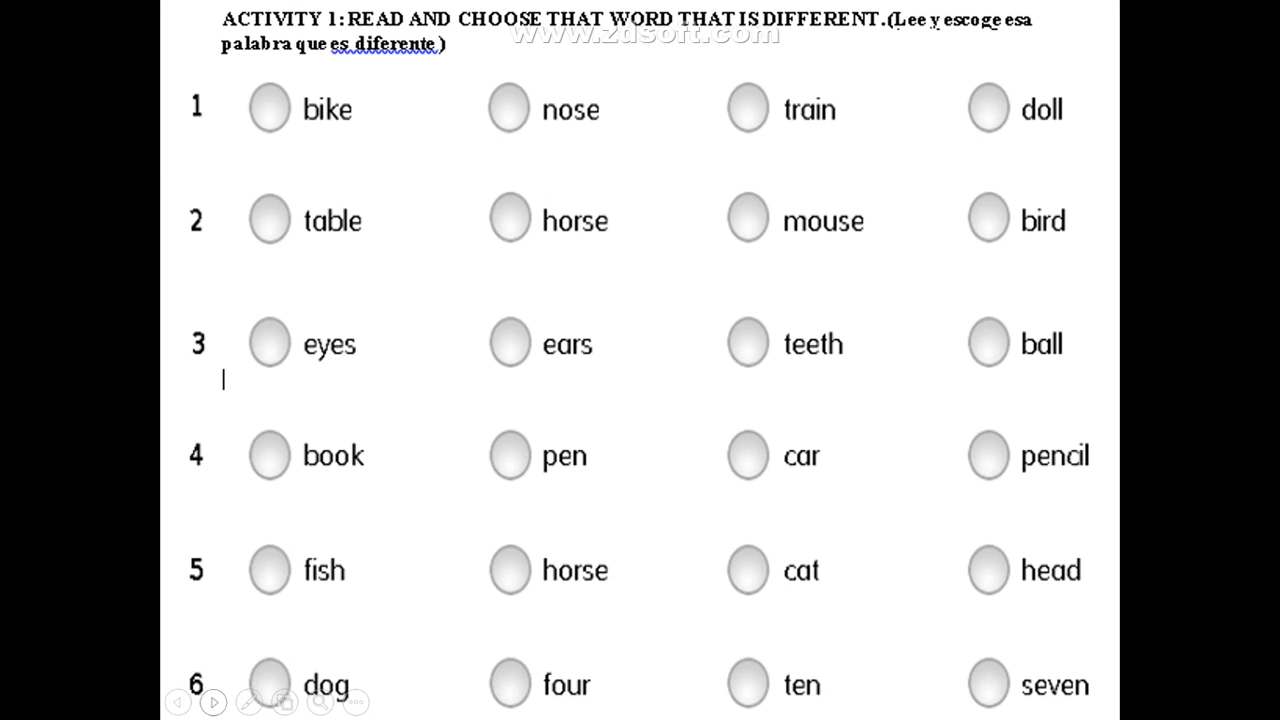 ACTIVITY 1: READ AND CHOOSE THAT WORD THAT IS DIFFERENT.(Lee y escoge esa
palabra que es diferente)
www.zdsoft.com
1 bike nose train doll
2 table horse mouse bird
3 eyes ears teeth ball
4 book pen car pencil
5 fish horse cat head
6 dog four ten seven